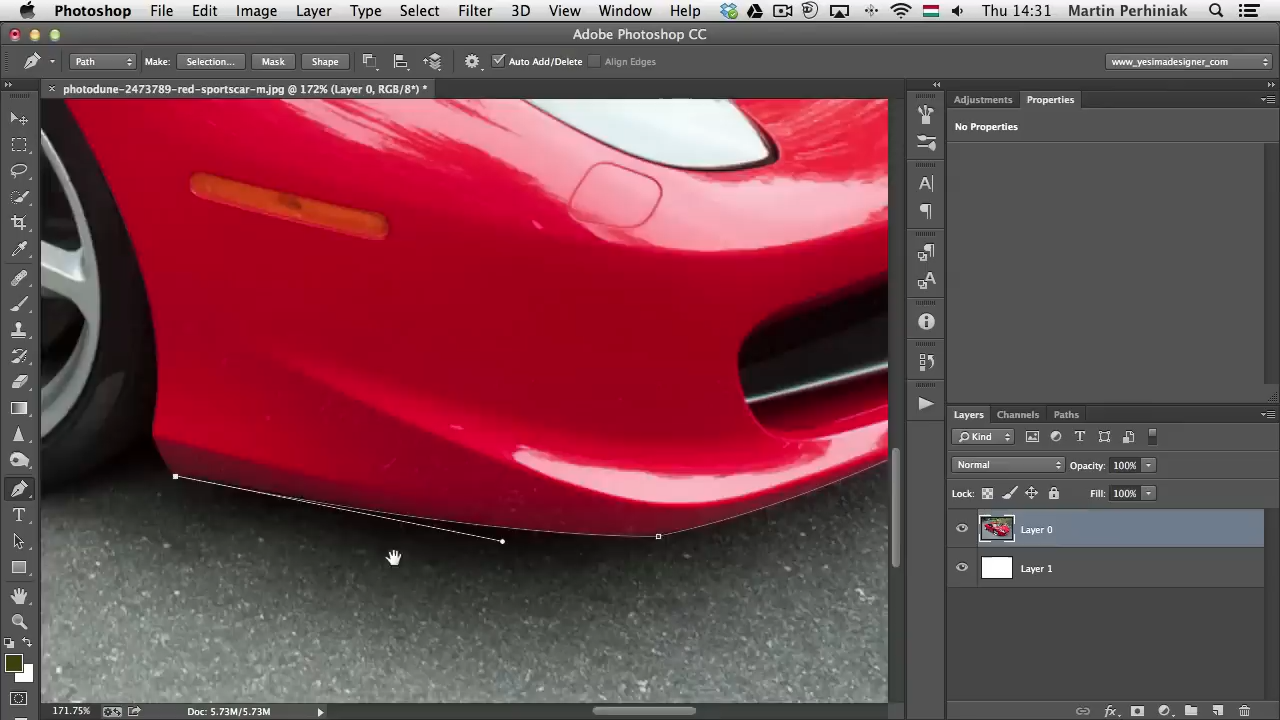 Photoshop File Edit Image Layer Type Select Filter 3D View Window Help Thu 14:31 Martin Perhiniak
Adobe Photoshop CC
Path Make: Selection... Mask Shape Auto Add/Delete Align Edges www_yesimadesigner_com
photodune-2473789-red-sportscar-m.jpg @ 172% (Layer 0, RGB/8*) *
Adjustments Properties
No Properties
Layers Channels Paths
Kind
Normal Opacity: 100%
Lock: Fill: 100%
Layer 0
Layer 1
171.75% Doc: 5.73M/5.73M